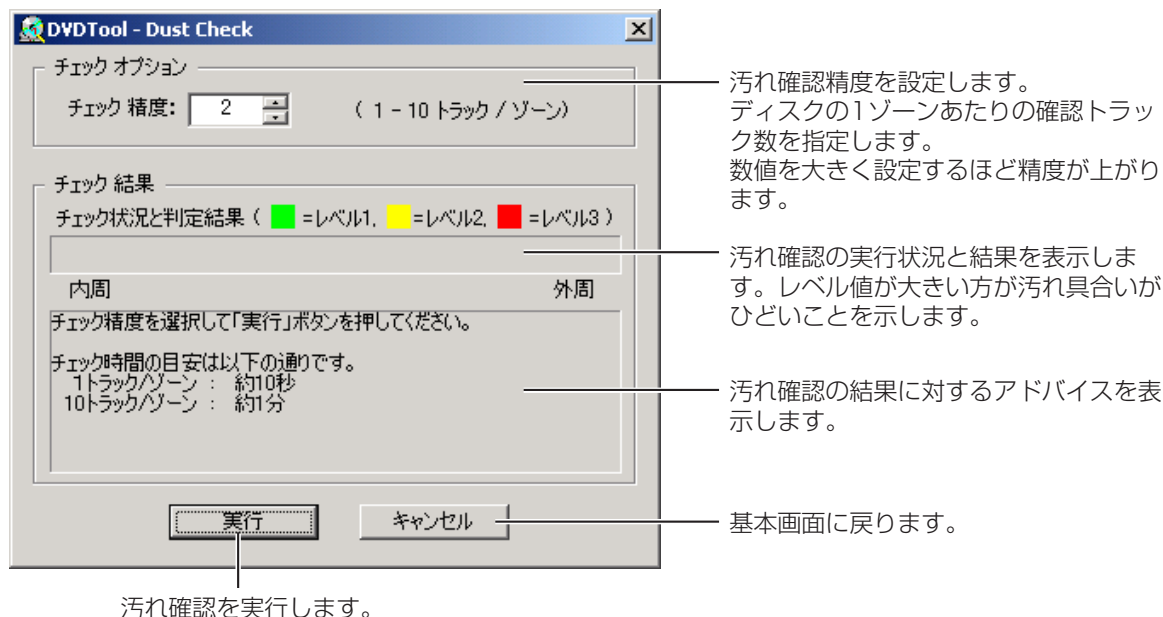 DVDTool - Dust Check
チェック オプション
チェック 精度: 2 ( 1 - 10 トラック / ゾーン)
チェック 結果
チェック状況と判定結果 ( =レベル1, =レベル2, =レベル3 )
内周 外周
チェック精度を選択して「実行」ボタンを押してください。
チェック時間の目安は以下の通りです。
1トラック/ゾーン : 約10秒
10トラック/ゾーン : 約1分
実行 キャンセル
汚れ確認精度を設定します。
ディスクの1ゾーンあたりの確認トラッ
ク数を指定します。
数値を大きく設定するほど精度が上がり
ます。
汚れ確認の実行状況と結果を表示しま
す。レベル値が大きい方が汚れ具合いが
ひどいことを示します。
汚れ確認の結果に対するアドバイスを表
示します。
基本画面に戻ります。
汚れ確認を実行します。